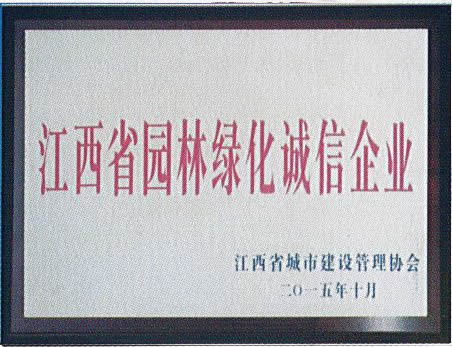 江西省园林绿化诚信企业
江西省城市建设管理协会
二〇一五年十月